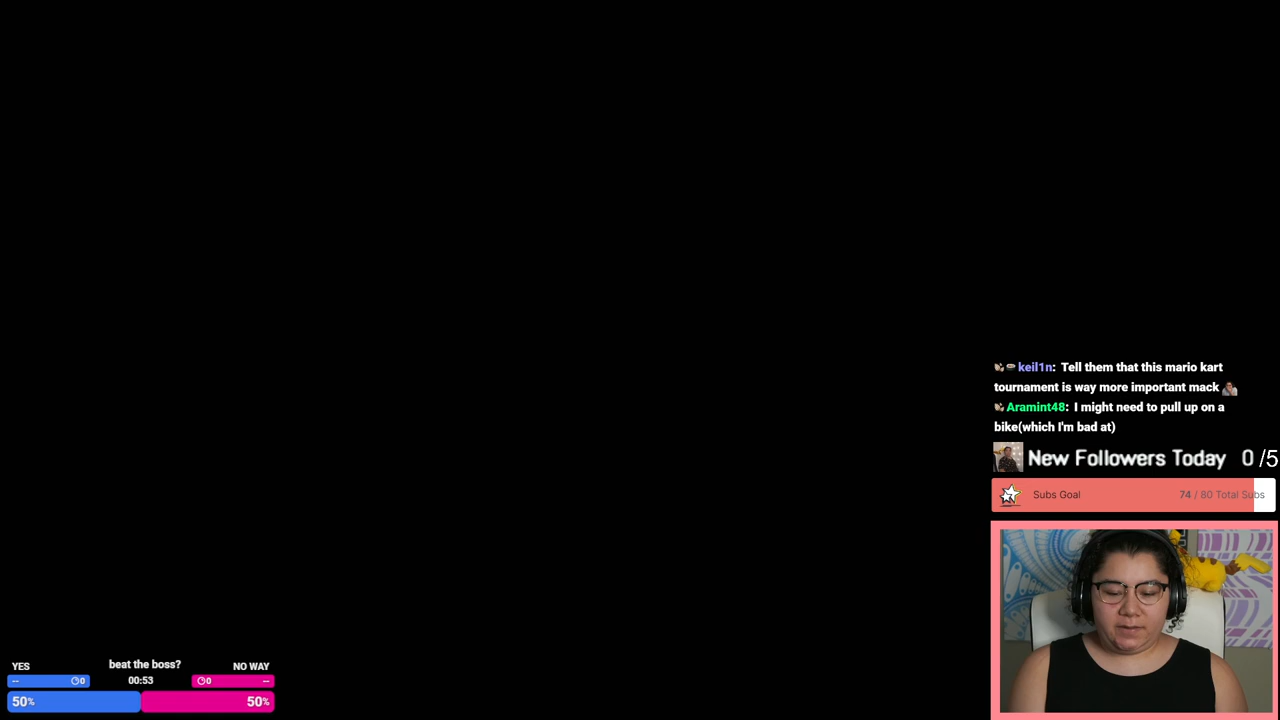 keil1n: Tell them that this mario kart
tournament is way more important mack
Aramint48: I might need to pull up on a
bike(which I'm bad at)
New Followers Today 0 /5
Subs Goal 74 / 80 Total Subs
YES beat the boss? NO WAY
-- 0 00:53 0 --
50% 50%